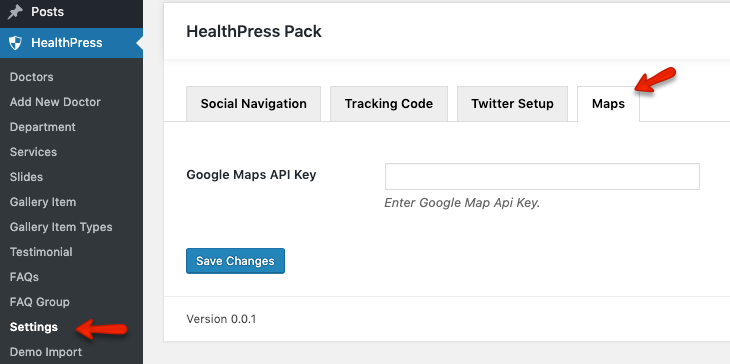 Posts
HealthPress
Doctors
Add New Doctor
Department
Services
Slides
Gallery Item
Gallery Item Types
Testimonial
FAQs
FAQ Group
Settings
Demo Import
HealthPress Pack
Social Navigation
Tracking Code
Twitter Setup
Maps
Google Maps API Key
Enter Google Map Api Key.
Save Changes
Version 0.0.1